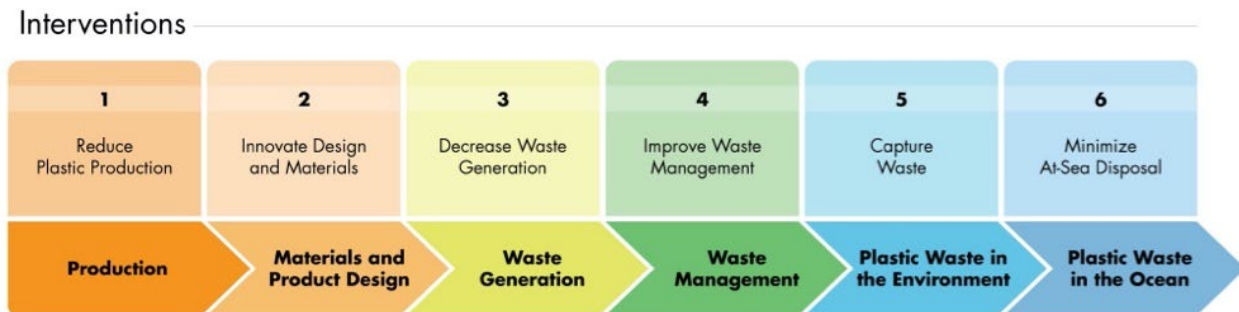 Interventions
1
Reduce
Plastic Production
2
Innovate Design
and Materials
3
Decrease Waste
Generation
4
Improve Waste
Management
5
Capture
Waste
6
Minimize
At-Sea Disposal
Production
Materials and
Product Design
Waste
Generation
Waste
Management
Plastic Waste in
the Environment
Plastic Waste
in the Ocean